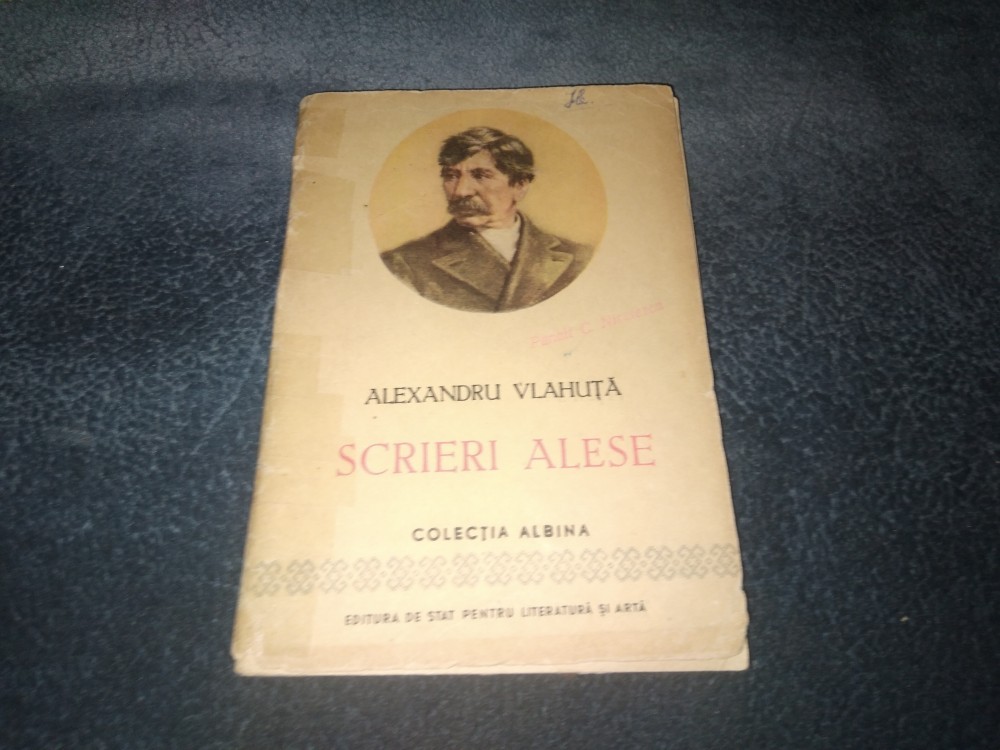 ALEXANDRU VLAHUȚĂ
SCRIERI ALESE
COLECȚIA ALBINA
EDITURA DE STAT PENTRU LITERATURĂ ȘI ARTĂ